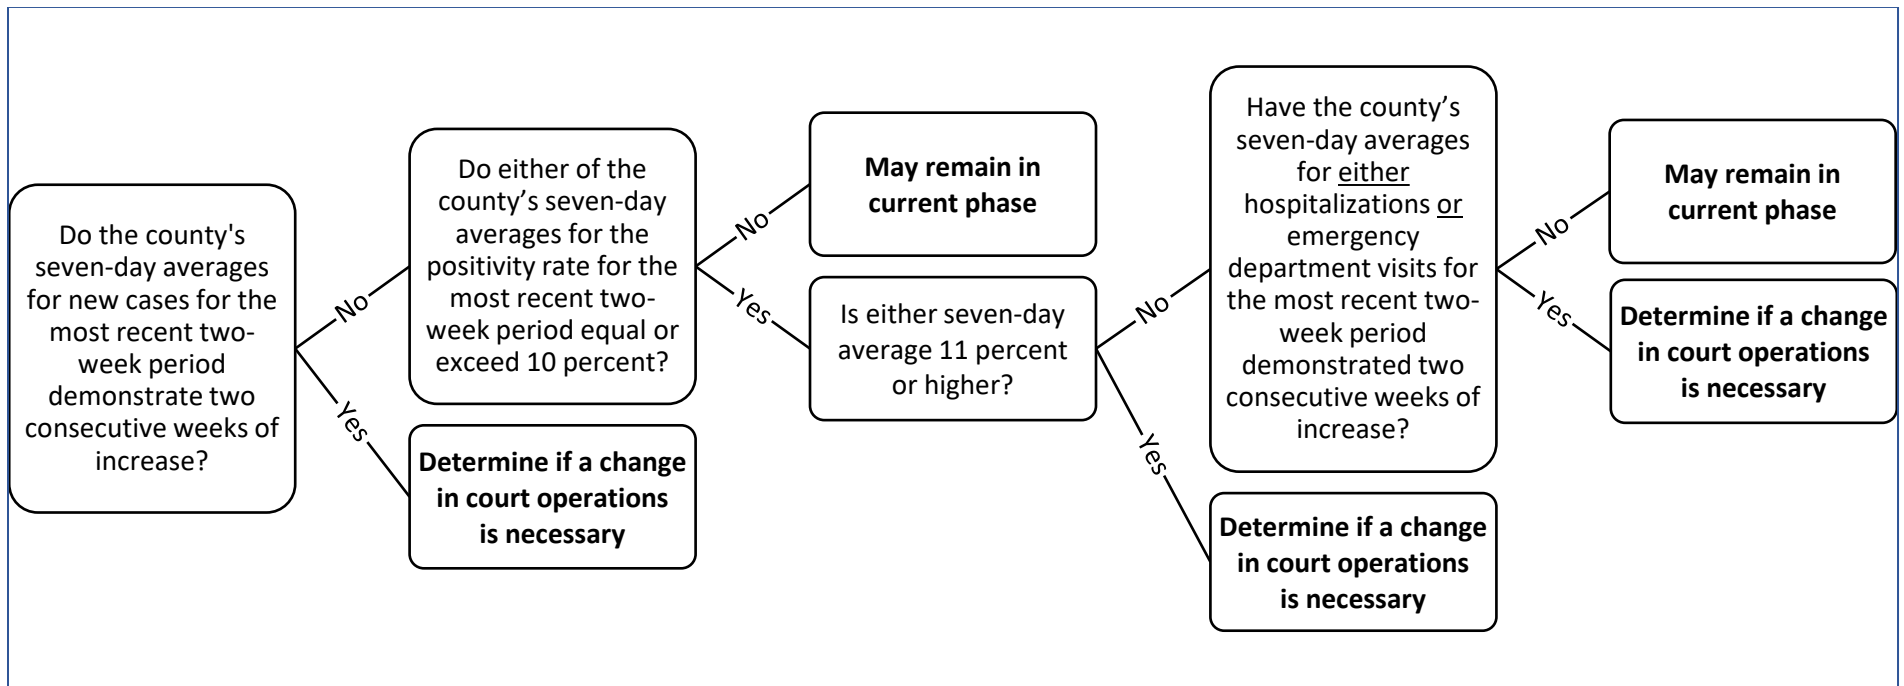 Do the county's
seven-day averages
for new cases for the
most recent two-
week period
demonstrate two
consecutive weeks of
increase?
No
Yes
Do either of the
county’s seven-day
averages for the
positivity rate for the
most recent two-
week period equal or
exceed 10 percent?
Determine if a change
in court operations
is necessary
No
Yes
May remain in
current phase
Is either seven-day
average 11 percent
or higher?
No
Yes
Have the county’s
seven-day averages
for either
hospitalizations or
emergency
department visits for
the most recent two-
week period
demonstrated two
consecutive weeks of
increase?
Determine if a change
in court operations
is necessary
No
Yes
May remain in
current phase
Determine if a change
in court operations
is necessary